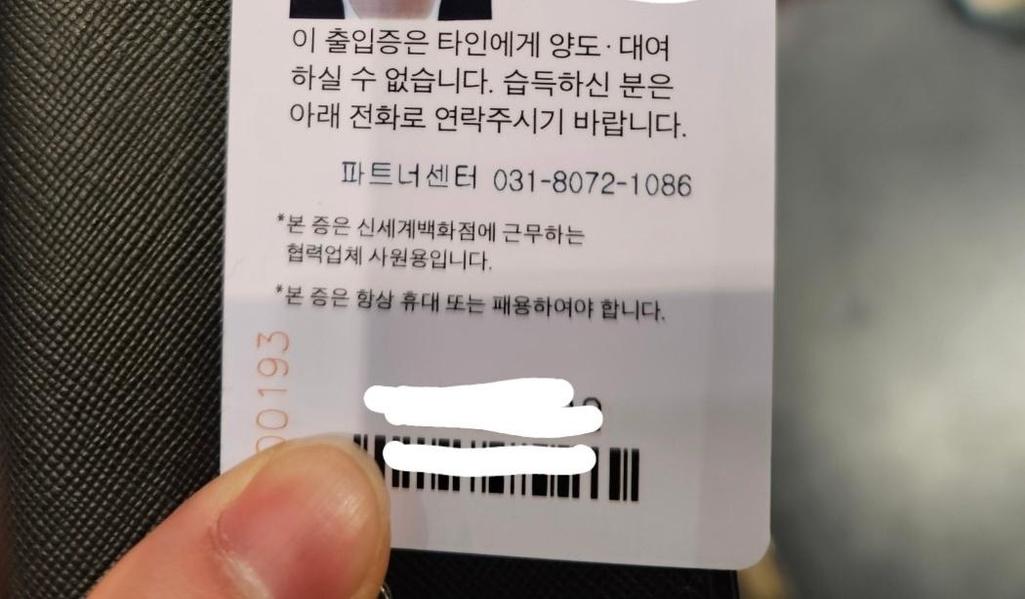 이 출입증은 타인에게 양도·대여
하실 수 없습니다. 습득하신 분은
아래 전화로 연락주시기 바랍니다.
파트너센터 031-8072-1086
*본 증은 신세계백화점에 근무하는
협력업체 사원용입니다.
*본 증은 항상 휴대 또는 패용하여야 합니다.
00193